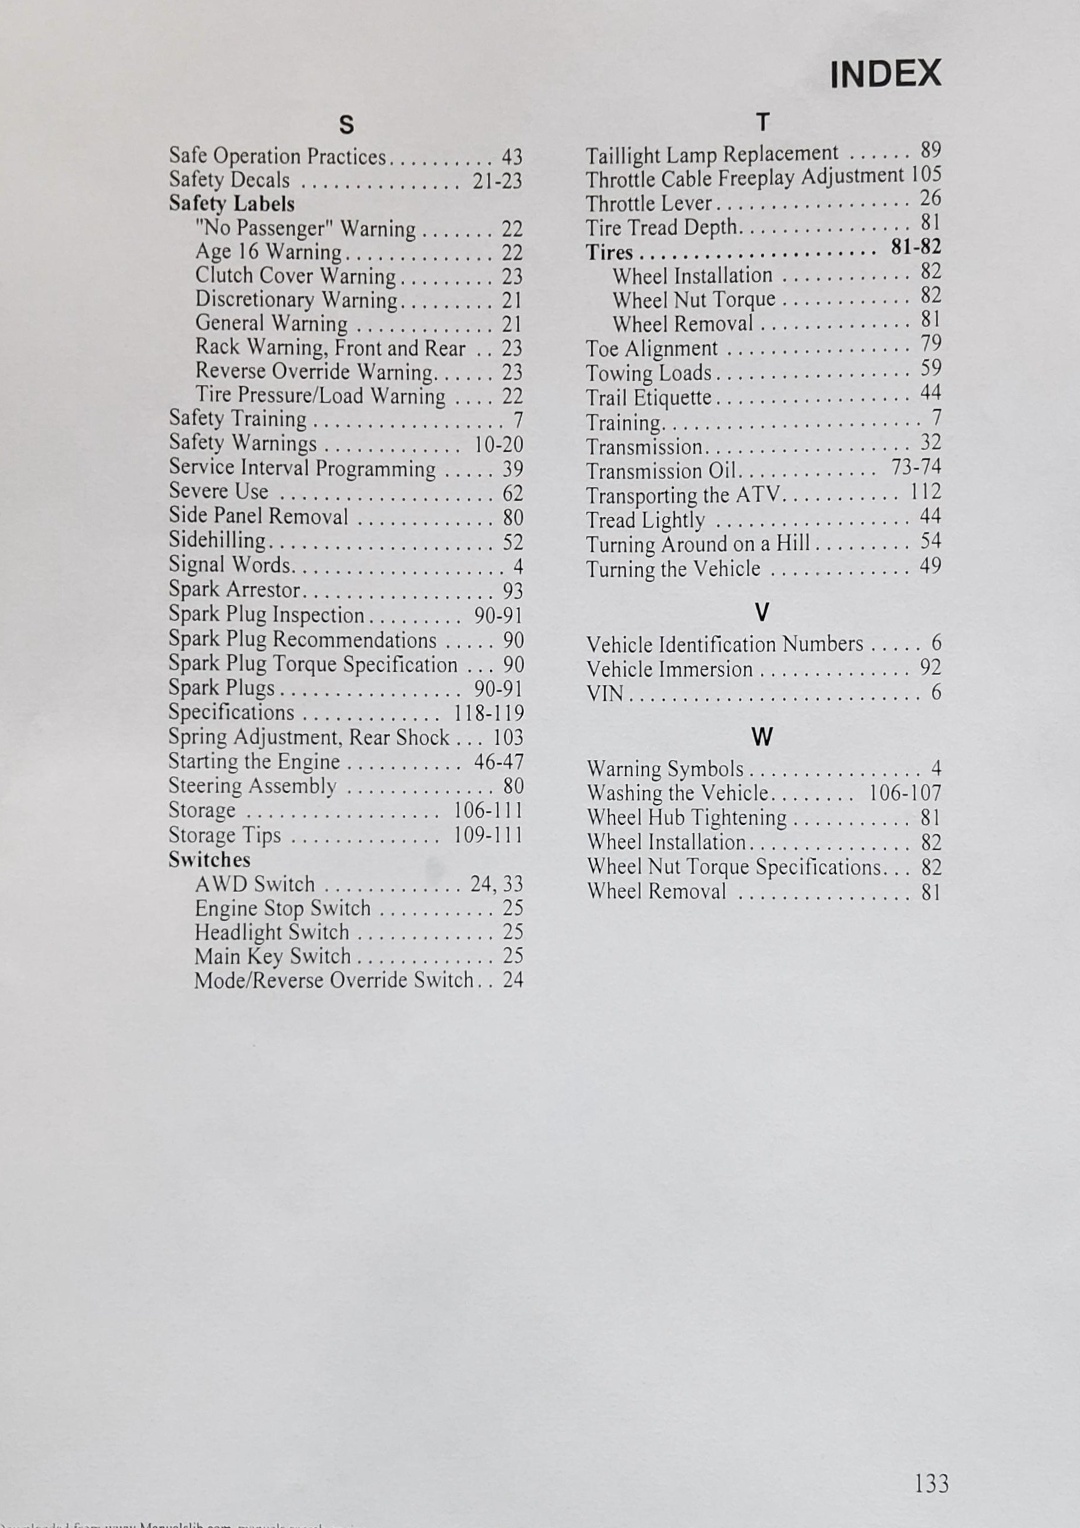 INDEX
S
Safe Operation Practices.......... 43
Safety Decals ............... 21-23
Safety Labels
"No Passenger" Warning....... 22
Age 16 Warning.............. 22
Clutch Cover Warning......... 23
Discretionary Warning......... 21
General Warning ............. 21
Rack Warning, Front and Rear .. 23
Reverse Override Warning...... 23
Tire Pressure/Load Warning .... 22
Safety Training.................. 7
Safety Warnings............. 10-20
Service Interval Programming ..... 39
Severe Use .................... 62
Side Panel Removal ............. 80
Sidehilling..................... 52
Signal Words.................... 4
Spark Arrestor.................. 93
Spark Plug Inspection......... 90-91
Spark Plug Recommendations ..... 90
Spark Plug Torque Specification ... 90
Spark Plugs................. 90-91
Specifications ............. 118-119
Spring Adjustment, Rear Shock... 103
Starting the Engine........... 46-47
Steering Assembly .............. 80
Storage ................... 106-111
Storage Tips .............. 109-111
Switches
AWD Switch ............. 24, 33
Engine Stop Switch ........... 25
Headlight Switch ............. 25
Main Key Switch............. 25
Mode/Reverse Override Switch.. 24
T
Taillight Lamp Replacement ...... 89
Throttle Cable Freeplay Adjustment 105
Throttle Lever.................. 26
Tire Tread Depth................ 81
Tires....................... 81-82
Wheel Installation ............ 82
Wheel Nut Torque ............ 82
Wheel Removal.............. 81
Toe Alignment ................. 79
Towing Loads.................. 59
Trail Etiquette.................. 44
Training........................ 7
Transmission................... 32
Transmission Oil............. 73-74
Transporting the ATV........... 112
Tread Lightly .................. 44
Turning Around on a Hill......... 54
Turning the Vehicle ............. 49
V
Vehicle Identification Numbers ..... 6
Vehicle Immersion.............. 92
VIN........................... 6
W
Warning Symbols................ 4
Washing the Vehicle........ 106-107
Wheel Hub Tightening........... 81
Wheel Installation............... 82
Wheel Nut Torque Specifications... 82
Wheel Removal ................ 81
133